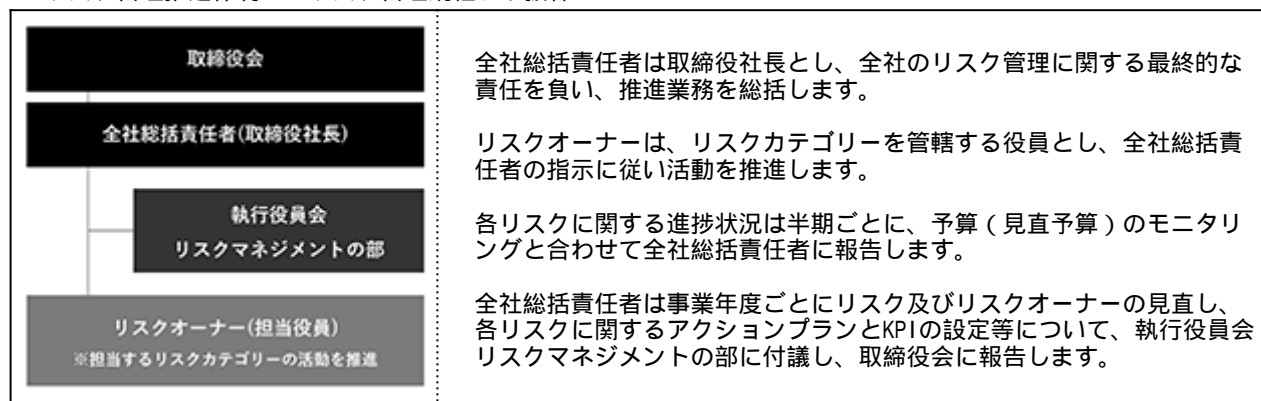 取締役会
全社総括責任者(取締役社長)
執行役員会
リスクマネジメントの部
リスクオーナー(担当役員)
※担当するリスクカテゴリーの活動を推進
全社総括責任者は取締役社長とし、全社のリスク管理に関する最終的な
責任を負い、推進業務を総括します。
リスクオーナーは、リスクカテゴリーを管轄する役員とし、全社総括責
任者の指示に従い活動を推進します。
各リスクに関する進捗状況は半期ごとに、予算(見直予算)のモニタリ
ングと合わせて全社総括責任者に報告します。
全社総括責任者は事業年度ごとにリスク及びリスクオーナーの見直し、
各リスクに関するアクションプランとKPIの設定等について、執行役員会
リスクマネジメントの部に付議し、取締役会に報告します。